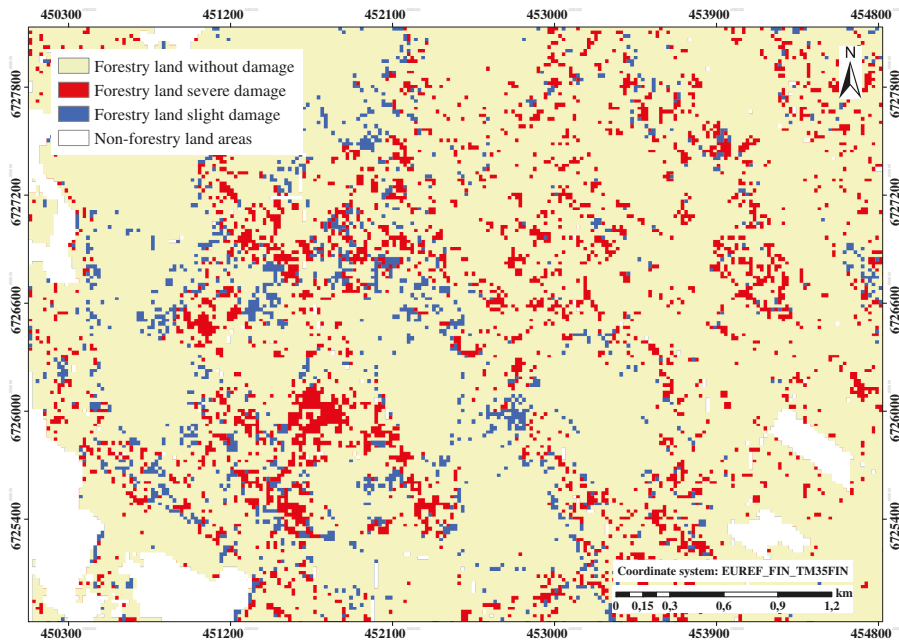 450300 451200 452100 453000 453900 454800
Forestry land without damage
Forestry land severe damage
Forestry land slight damage
Non-forestry land areas
N
6727800 6727800
6727200 6727200
6726600 6726600
6726000 6726000
6725400 6725400
Coordinate system: EUREF_FIN_TM35FIN
km
0 0,15 0,3 0,6 0,9 1,2
450300 451200 452100 453000 453900 454800